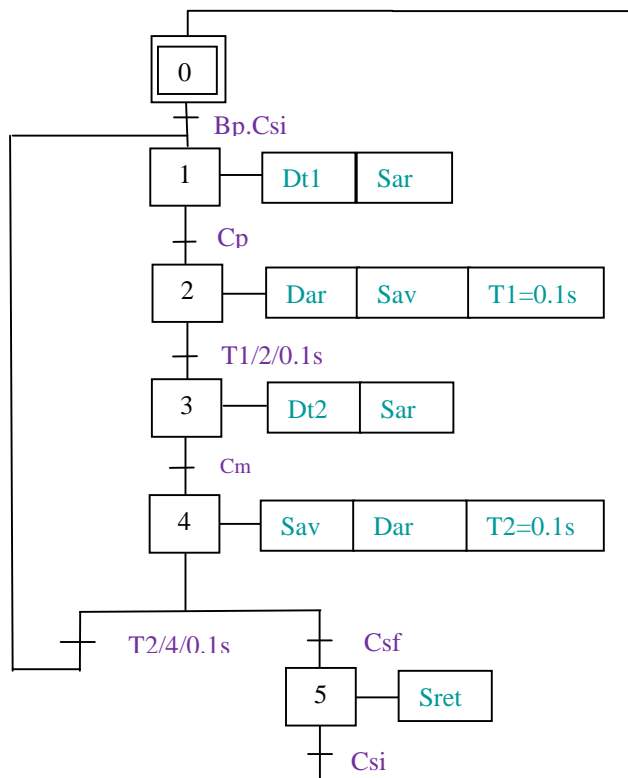 0
Bp.Csi
1 Dt1 Sar
Cp
2 Dar Sav T1=0.1s
T1/2/0.1s
3 Dt2 Sar
Cm
4 Sav Dar T2=0.1s
T2/4/0.1s Csf
5 Sret
Csi